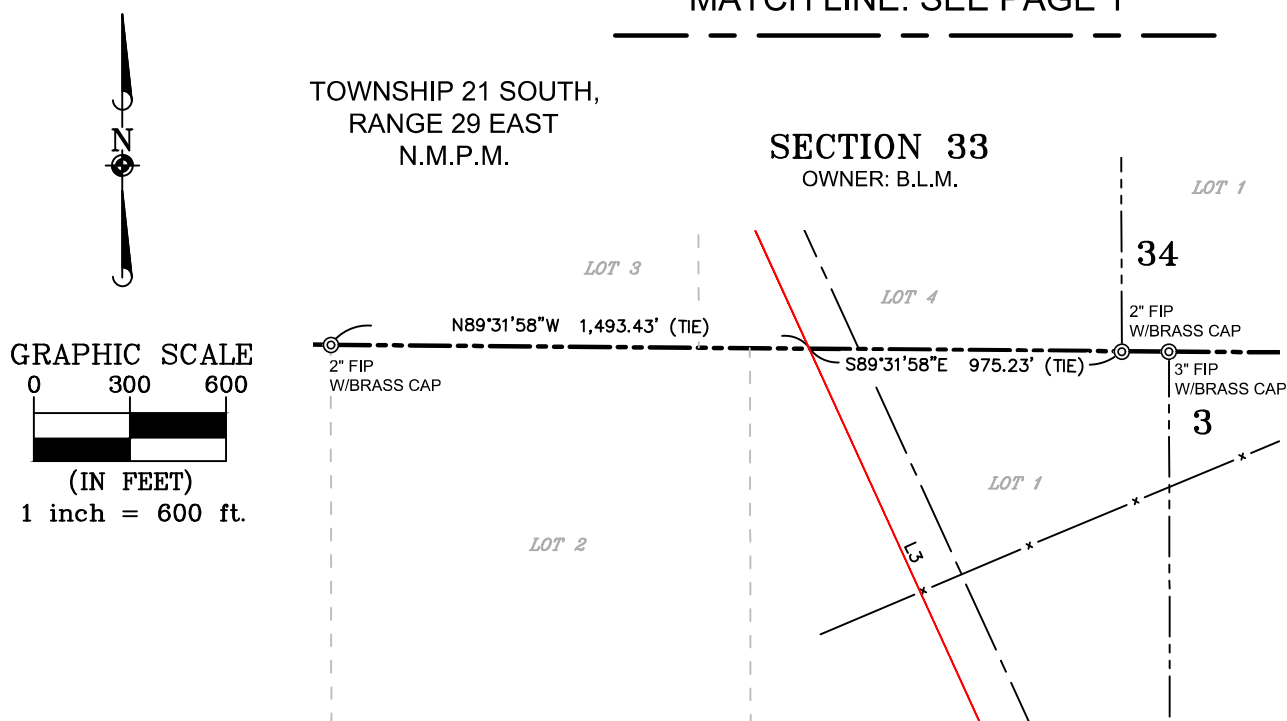 MATCH LINE: SEE PAGE 1
TOWNSHIP 21 SOUTH,
RANGE 29 EAST
N.M.P.M.
N
SECTION 33
OWNER: B.L.M.
LOT 1
34
LOT 3
LOT 4
2" FIP
W/BRASS CAP
N89°31'58"W 1,493.43' (TIE)
2" FIP
W/BRASS CAP
S89°31'58"E 975.23' (TIE)
3" FIP
W/BRASS CAP
3
GRAPHIC SCALE
0 300 600
(IN FEET)
1 inch = 600 ft.
LOT 1
LOT 2
L3
x
x
x
x